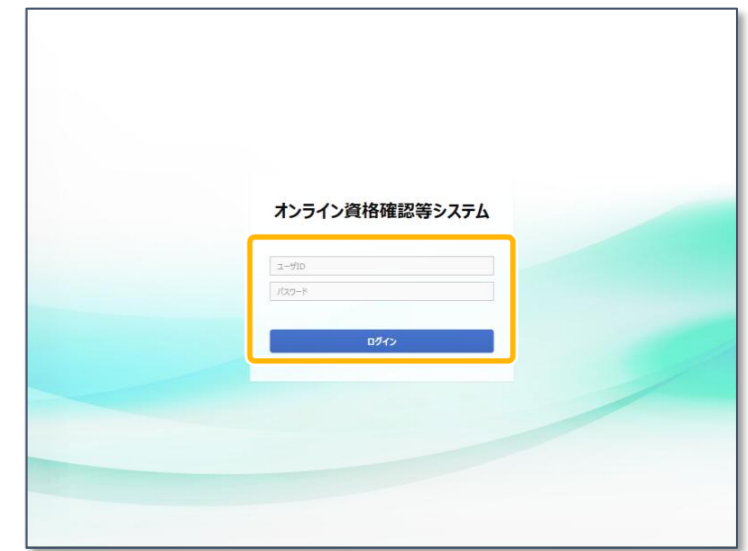 オンライン資格確認等システム
ユーザID
パスワード
ログイン